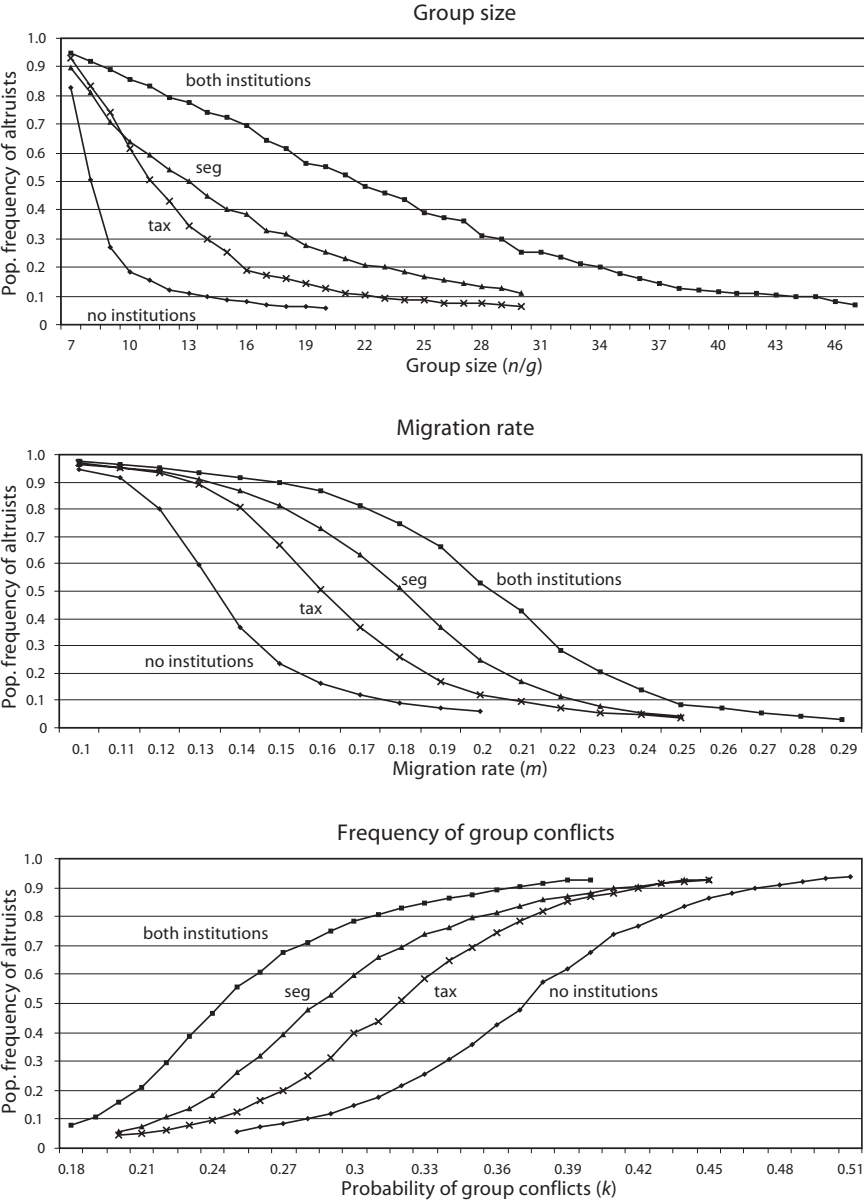 Group size
Pop. frequency of altruists
1.0
0.9
0.8
0.7
0.6
0.5
0.4
0.3
0.2
0.1
0
both institutions
seg
tax
no institutions
7 10 13 16 19 22 25 28 31 34 37 40 43 46
Group size (n/g)
Migration rate
Pop. frequency of altruists
1.0
0.9
0.8
0.7
0.6
0.5
0.4
0.3
0.2
0.1
0
seg
both institutions
tax
no institutions
0.1 0.11 0.12 0.13 0.14 0.15 0.16 0.17 0.18 0.19 0.2 0.21 0.22 0.23 0.24 0.25 0.26 0.27 0.28 0.29
Migration rate (m)
Frequency of group conflicts
Pop. frequency of altruists
1.0
0.9
0.8
0.7
0.6
0.5
0.4
0.3
0.2
0.1
0
both institutions
seg
tax
no institutions
0.18 0.21 0.24 0.27 0.3 0.33 0.36 0.39 0.42 0.45 0.48 0.51
Probability of group conflicts (k)